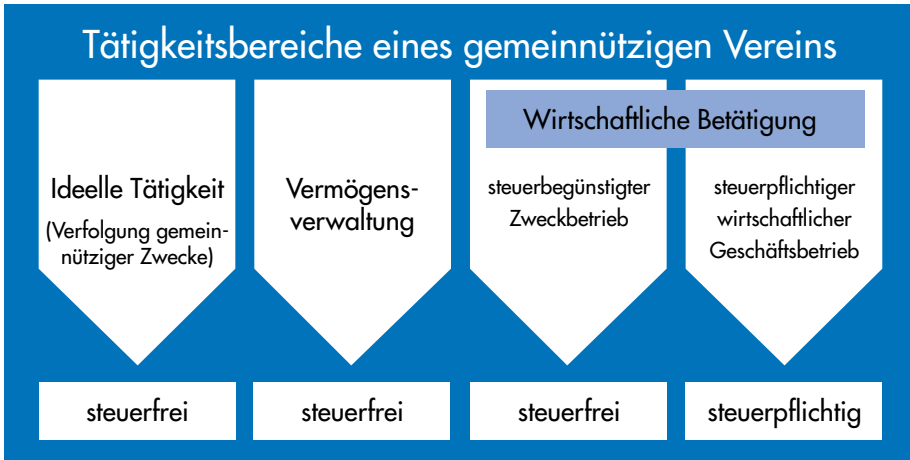 Tätigkeitsbereiche eines gemeinnützigen Vereins
Ideelle Tätigkeit
(Verfolgung gemein-
nütziger Zwecke)
steuerfrei
Vermögens-
verwaltung
steuerfrei
Wirtschaftliche Betätigung
steuerbegünstigter
Zweckbetrieb
steuerfrei
steuerpflichtiger
wirtschaftlicher
Geschäftsbetrieb
steuerpflichtig